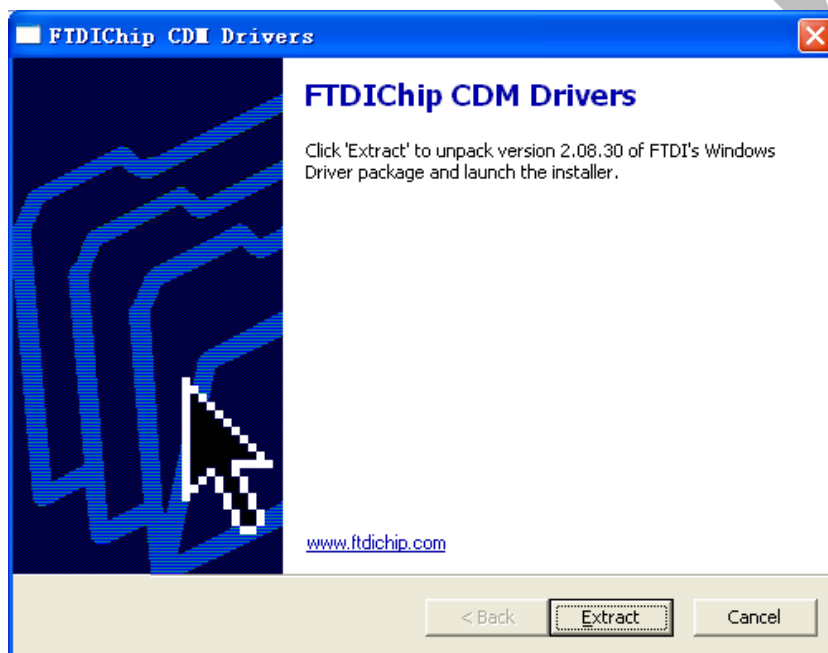 FTDIChip CDM Drivers
FTDIChip CDM Drivers
Click 'Extract' to unpack version 2.08.30 of FTDI's Windows
Driver package and launch the installer.
www.ftdichip.com
< Back Extract Cancel